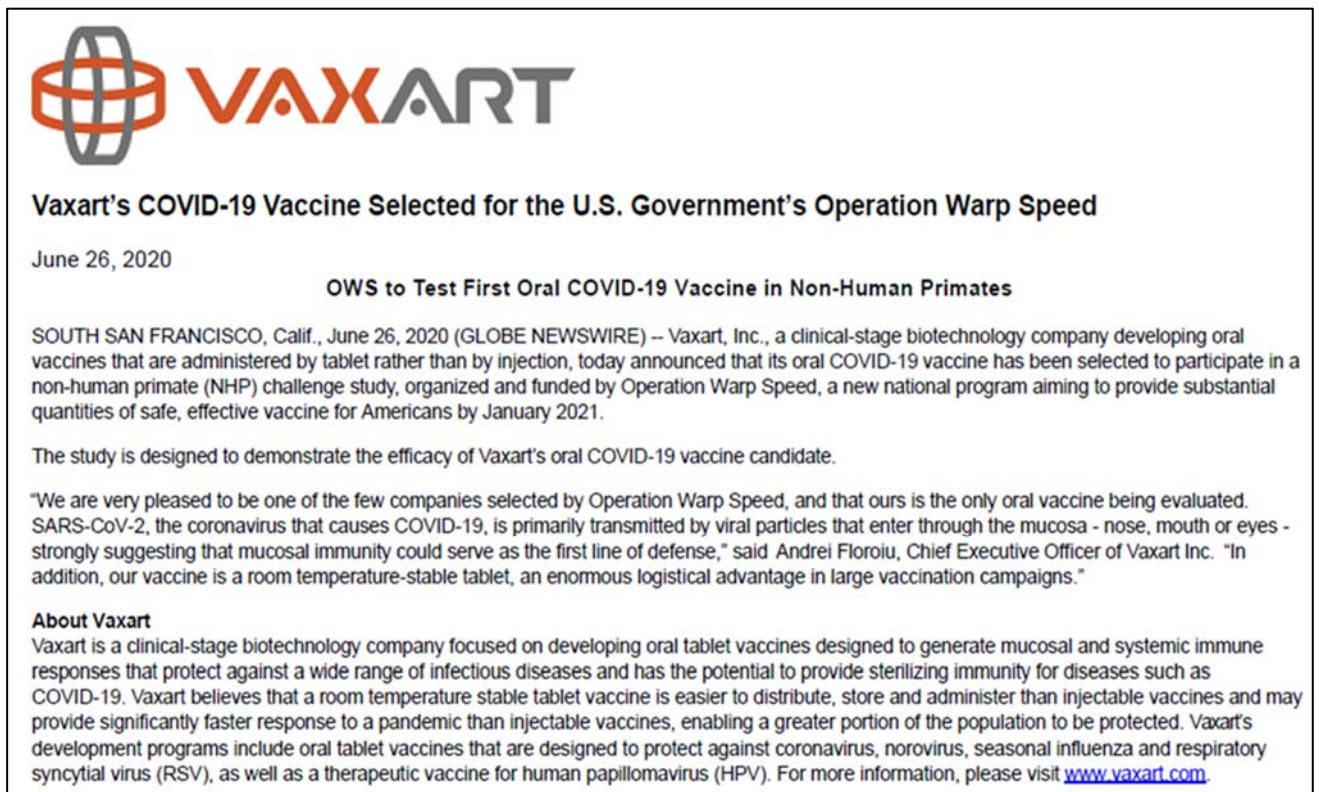 VAXART
Vaxart's COVID-19 Vaccine Selected for the U.S. Government's Operation Warp Speed
June 26, 2020
OWS to Test First Oral COVID-19 Vaccine in Non-Human Primates
SOUTH SAN FRANCISCO, Calif., June 26, 2020 (GLOBE NEWSWIRE) -- Vaxart, Inc., a clinical-stage biotechnology company developing oral
vaccines that are administered by tablet rather than by injection, today announced that its oral COVID-19 vaccine has been selected to participate in a
non-human primate (NHP) challenge study, organized and funded by Operation Warp Speed, a new national program aiming to provide substantial
quantities of safe, effective vaccine for Americans by January 2021.
The study is designed to demonstrate the efficacy of Vaxart's oral COVID-19 vaccine candidate.
“We are very pleased to be one of the few companies selected by Operation Warp Speed, and that ours is the only oral vaccine being evaluated.
SARS-CoV-2, the coronavirus that causes COVID-19, is primarily transmitted by viral particles that enter through the mucosa - nose, mouth or eyes -
strongly suggesting that mucosal immunity could serve as the first line of defense,” said Andrei Floroiu, Chief Executive Officer of Vaxart Inc. “In
addition, our vaccine is a room temperature-stable tablet, an enormous logistical advantage in large vaccination campaigns.”
About Vaxart
Vaxart is a clinical-stage biotechnology company focused on developing oral tablet vaccines designed to generate mucosal and systemic immune
responses that protect against a wide range of infectious diseases and has the potential to provide sterilizing immunity for diseases such as
COVID-19. Vaxart believes that a room temperature stable tablet vaccine is easier to distribute, store and administer than injectable vaccines and may
provide significantly faster response to a pandemic than injectable vaccines, enabling a greater portion of the population to be protected. Vaxart's
development programs include oral tablet vaccines that are designed to protect against coronavirus, norovirus, seasonal influenza and respiratory
syncytial virus (RSV), as well as a therapeutic vaccine for human papillomavirus (HPV). For more information, please visit www.vaxart.com.